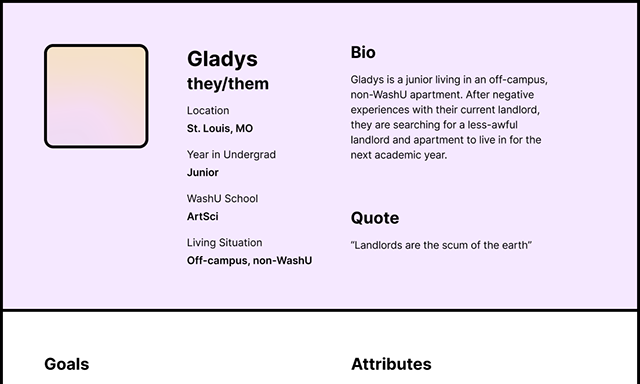 Gladys
they/them
Location
St. Louis, MO
Year in Undergrad
Junior
WashU School
ArtSci
Living Situation
Off-campus, non-WashU
Bio
Gladys is a junior living in an off-campus,
non-WashU apartment. After negative
experiences with their current landlord,
they are searching for a less-awful
landlord and apartment to live in for the
next academic year.
Quote
“Landlords are the scum of the earth”
Goals
Attributes